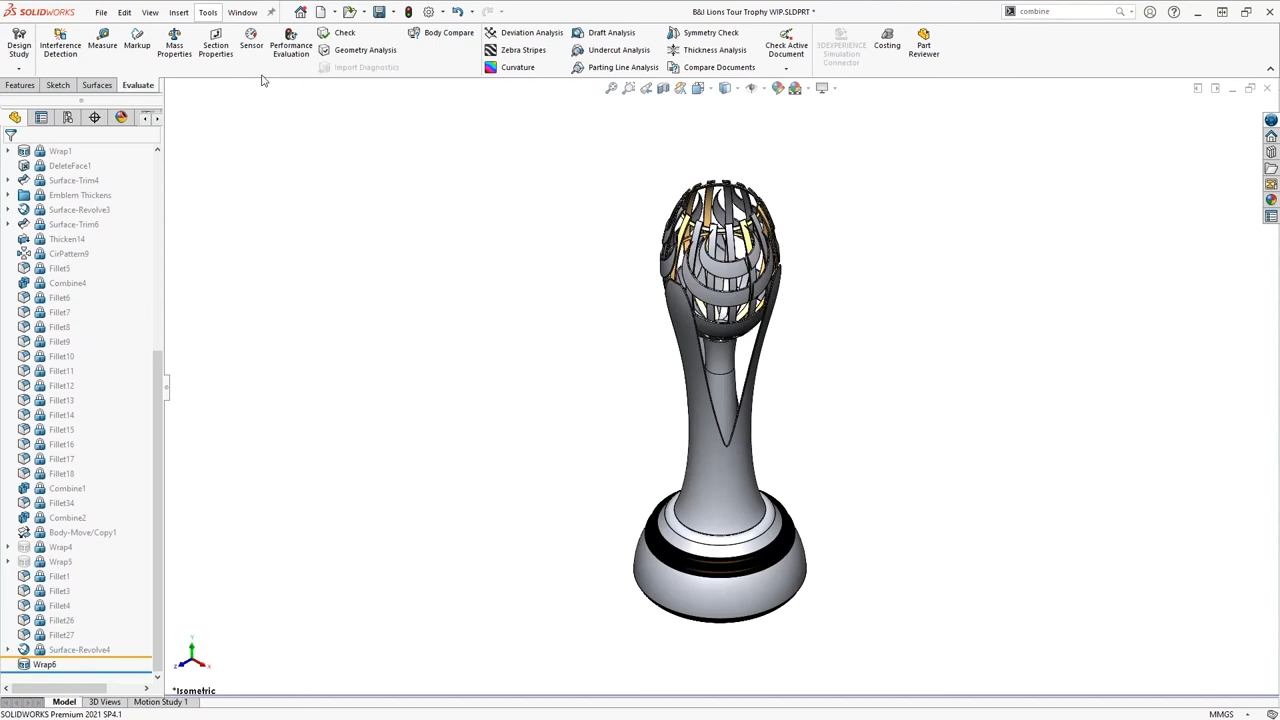 SOLIDWORKS File Edit View Insert Tools Window B&I Lions Tour Trophy WIP.SLDPRT * combine
Design Study
Interference Detection
Measure
Markup
Mass Properties
Section Properties
Sensor
Performance Evaluation
Check
Geometry Analysis
Import Diagnostics
Body Compare
Deviation Analysis
Zebra Stripes
Curvature
Draft Analysis
Undercut Analysis
Parting Line Analysis
Symmetry Check
Thickness Analysis
Compare Documents
Check Active Document
3DEXPERIENCE Simulation Connector
Costing
Part Reviewer
Features Sketch Surfaces Evaluate
Wrap1
DeleteFace1
Surface-Trim4
Emblem Thickens
Surface-Revolve3
Surface-Trim6
Thicken14
CirPattern9
Fillet5
Combine4
Fillet6
Fillet7
Fillet8
Fillet9
Fillet10
Fillet11
Fillet12
Fillet13
Fillet14
Fillet15
Fillet16
Fillet17
Fillet18
Combine1
Fillet34
Combine2
Body-Move/Copy1
Wrap4
Wrap5
Fillet1
Fillet3
Fillet4
Fillet26
Fillet27
Surface-Revolve4
Wrap6
Y
Z X
*Isometric
Model 3D Views Motion Study 1
SOLIDWORKS Premium 2021 SP4.1 MMGS